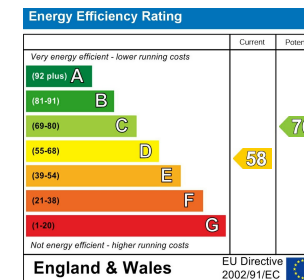 Energy Efficiency Rating
Current
Very energy efficient - lower running costs
(92 plus) A
(81-91) B
(69-80) C
(55-68) D
58
(39-54) E
(21-38) F
(1-20) G
Not energy efficient - higher running costs
England & Wales
EU Directive
2002/91/EC